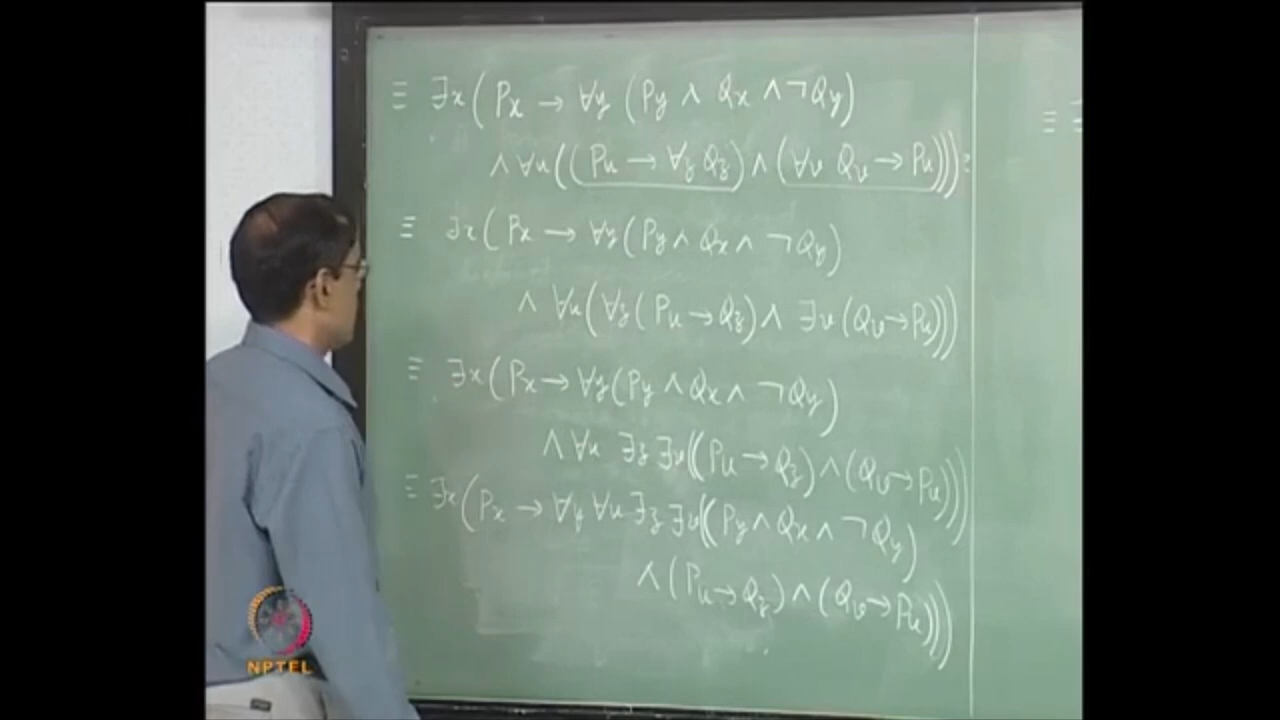 ≡ ∃x(Px → ∀y (Py ∧ Qx ∧ ¬Qy)
∧ ∀u((Pu → ∀z Qz) ∧ (∀v Qv → Pu)))
≡ ∃x(Px → ∀y(Py ∧ Qx ∧ ¬Qy)
∧ ∀u(∀z(Pu → Qz) ∧ ∃v(Qv → Pu)))
≡ ∃x(Px → ∀y(Py ∧ Qx ∧ ¬Qy)
∧ ∀u ∃z ∃v((Pu → Qz) ∧ (Qv → Pu)))
≡ ∃x(Px → ∀y ∀u ∃z ∃v((Py ∧ Qx ∧ ¬Qy)
∧ (Pu → Qz) ∧ (Qv → Pu)))
≡
NPTEL